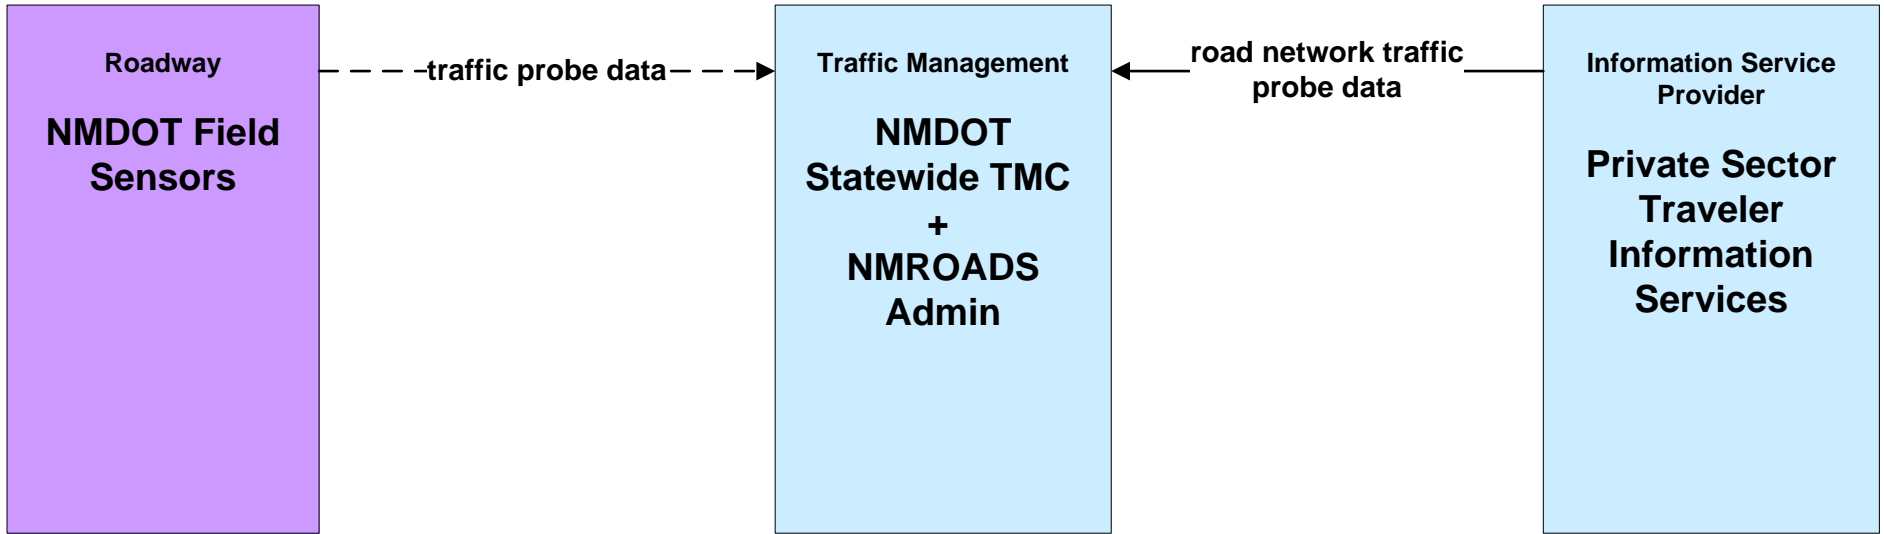 Roadway
NMDOT Field
Sensors
traffic probe data
Traffic Management
NMDOT
Statewide TMC
+
NMROADS
Admin
road network traffic
probe data
Information Service
Provider
Private Sector
Traveler
Information
Services